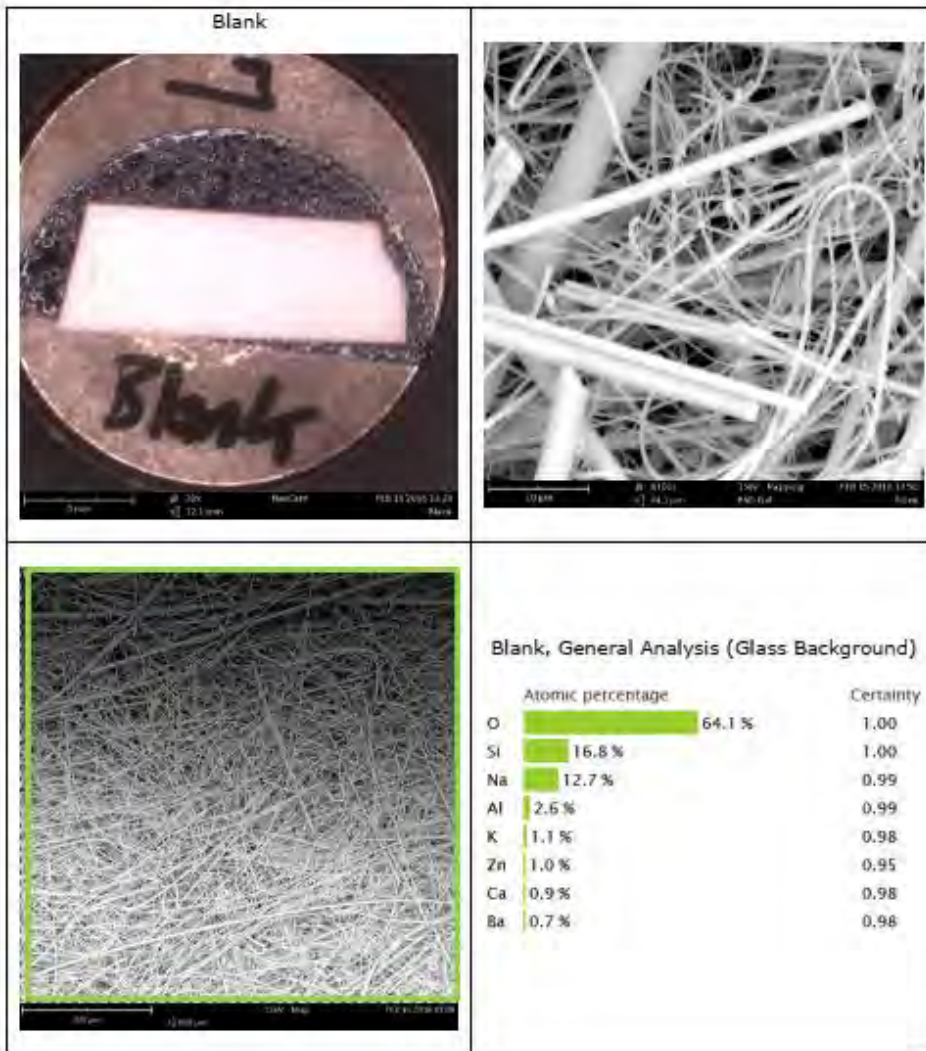 Blank
Blank
Blank, General Analysis (Glass Background)
Atomic percentage Certainty
O 64.1 % 1.00
Si 16.8 % 1.00
Na 12.7 % 0.99
Al 2.6 % 0.99
K 1.1 % 0.98
Zn 1.0 % 0.95
Ca 0.9 % 0.98
Ba 0.7 % 0.98